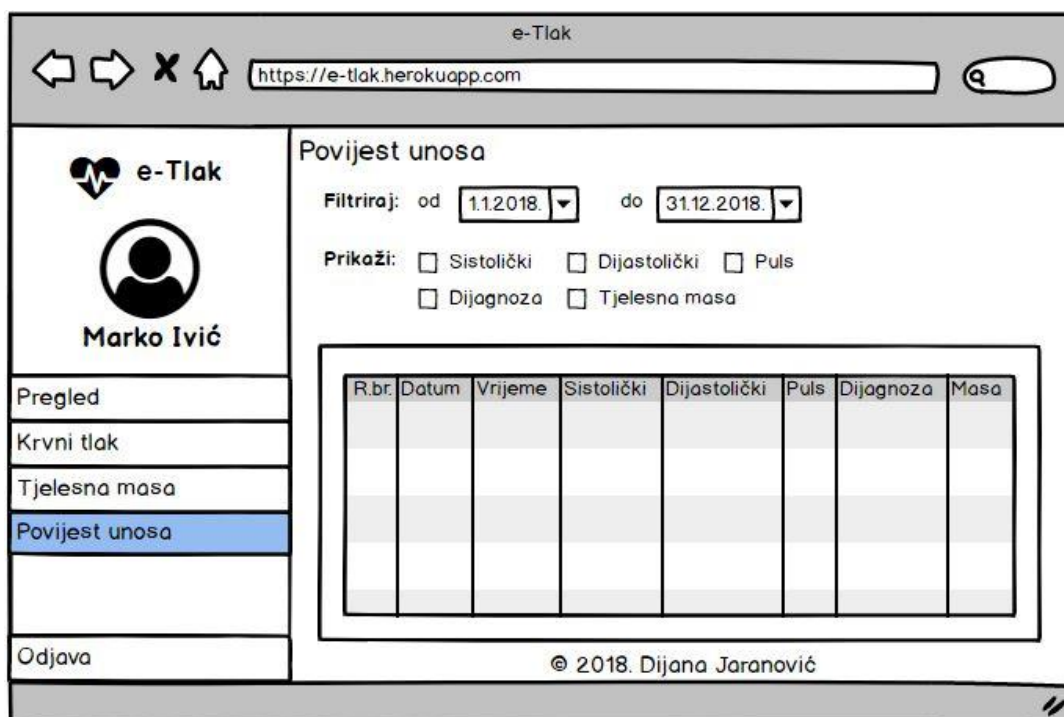 e-Tlak
https://e-tlak.herokuapp.com
e-Tlak
Marko Ivić
Pregled
Krvni tlak
Tjelesna masa
Povijest unosa
Odjava
Povijest unosa
Filtriraj: od 1.1.2018. do 31.12.2018.
Prikaži: Sistolički Dijastolički Puls
Dijagnoza Tjelesna masa
R.br. Datum Vrijeme Sistolički Dijastolički Puls Dijagnoza Masa
© 2018. Dijana Jaranović